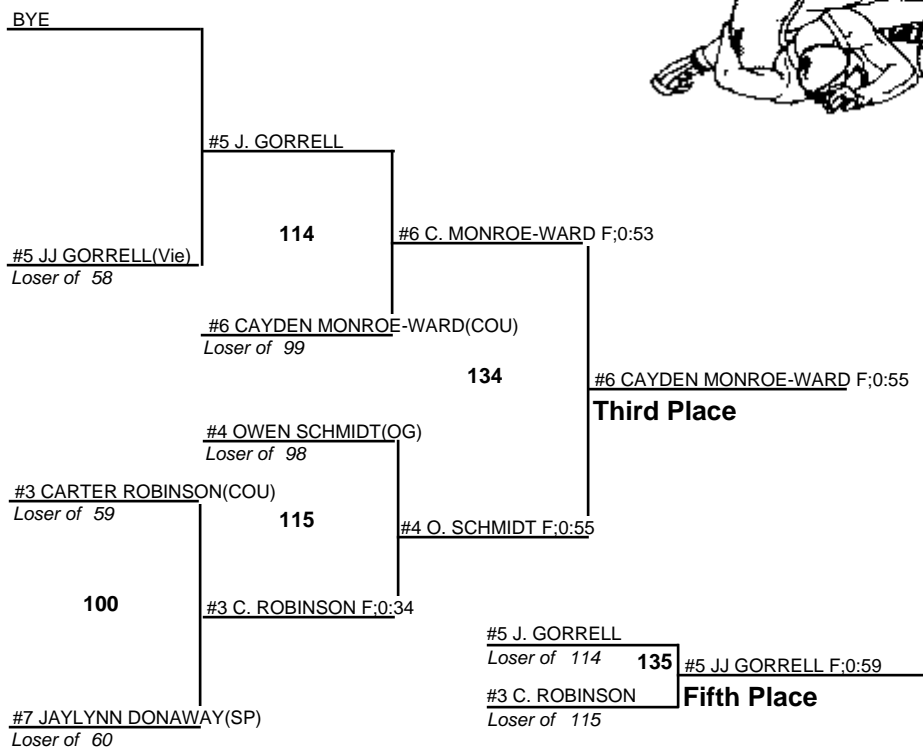 BYE
#5 J. GORRELL
114
#6 C. MONROE-WARD F;0:53
#5 JJ GORRELL(Vie)
Loser of 58
#6 CAYDEN MONROE-WARD(COU)
Loser of 99
134
#6 CAYDEN MONROE-WARD F;0:55
Third Place
#4 OWEN SCHMIDT(OG)
Loser of 98
#3 CARTER ROBINSON(COU)
Loser of 59
115
#4 O. SCHMIDT F;0:55
100
#3 C. ROBINSON F;0:34
#7 JAYLYNN DONAWAY(SP)
Loser of 60
#5 J. GORRELL
Loser of 114
135
#5 JJ GORRELL F;0:59
Fifth Place
#3 C. ROBINSON
Loser of 115